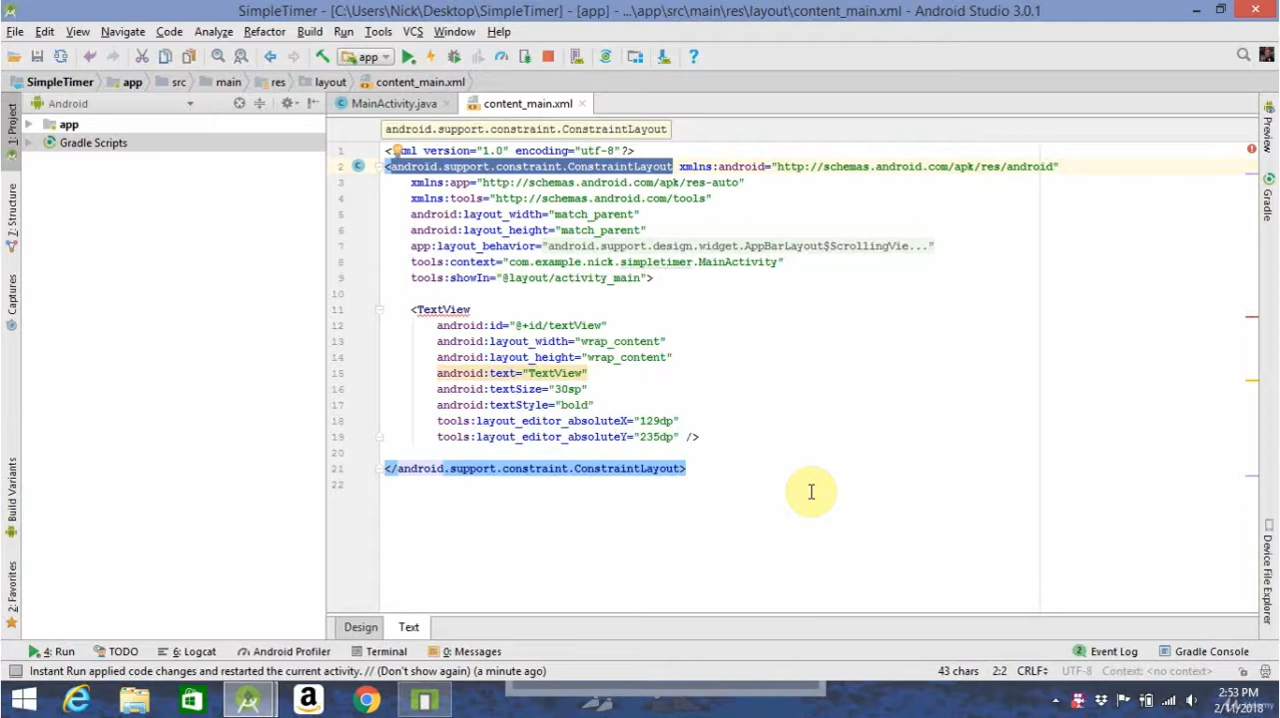 SimpleTimer - [C:\Users\Nick\Desktop\SimpleTimer] - [app] - ...\app\src\main\res\layout\content_main.xml - Android Studio 3.0.1
File Edit View Navigate Code Analyze Refactor Build Run Tools VCS Window Help
app
SimpleTimer app src main res layout content_main.xml
Android MainActivity.java content_main.xml
1: Project
Z: Structure
Captures
Build Variants
2: Favorites
app
Gradle Scripts
android.support.constraint.ConstraintLayout
1 <?xml version="1.0" encoding="utf-8"?>
2 <android.support.constraint.ConstraintLayout xmlns:android="http://schemas.android.com/apk/res/android"
3 xmlns:app="http://schemas.android.com/apk/res-auto"
4 xmlns:tools="http://schemas.android.com/tools"
5 android:layout_width="match_parent"
6 android:layout_height="match_parent"
7 app:layout_behavior="android.support.design.widget.AppBarLayout$ScrollingVie..."
8 tools:context="com.example.nick.simpletimer.MainActivity"
9 tools:showIn="@layout/activity_main">
10
11 <TextView
12 android:id="@+id/textView"
13 android:layout_width="wrap_content"
14 android:layout_height="wrap_content"
15 android:text="TextView"
16 android:textSize="30sp"
17 android:textStyle="bold"
18 tools:layout_editor_absoluteX="129dp"
19 tools:layout_editor_absoluteY="235dp" />
20
21 </android.support.constraint.ConstraintLayout>
22
Preview
Gradle
Device File Explorer
Design Text
4: Run TODO 6: Logcat Android Profiler Terminal 0: Messages 2 Event Log Gradle Console
Instant Run applied code changes and restarted the current activity. // (Don't show again) (a minute ago) 43 chars 2:2 CRLF UTF-8 Context: <no context>
2:53 PM
2/11/2018